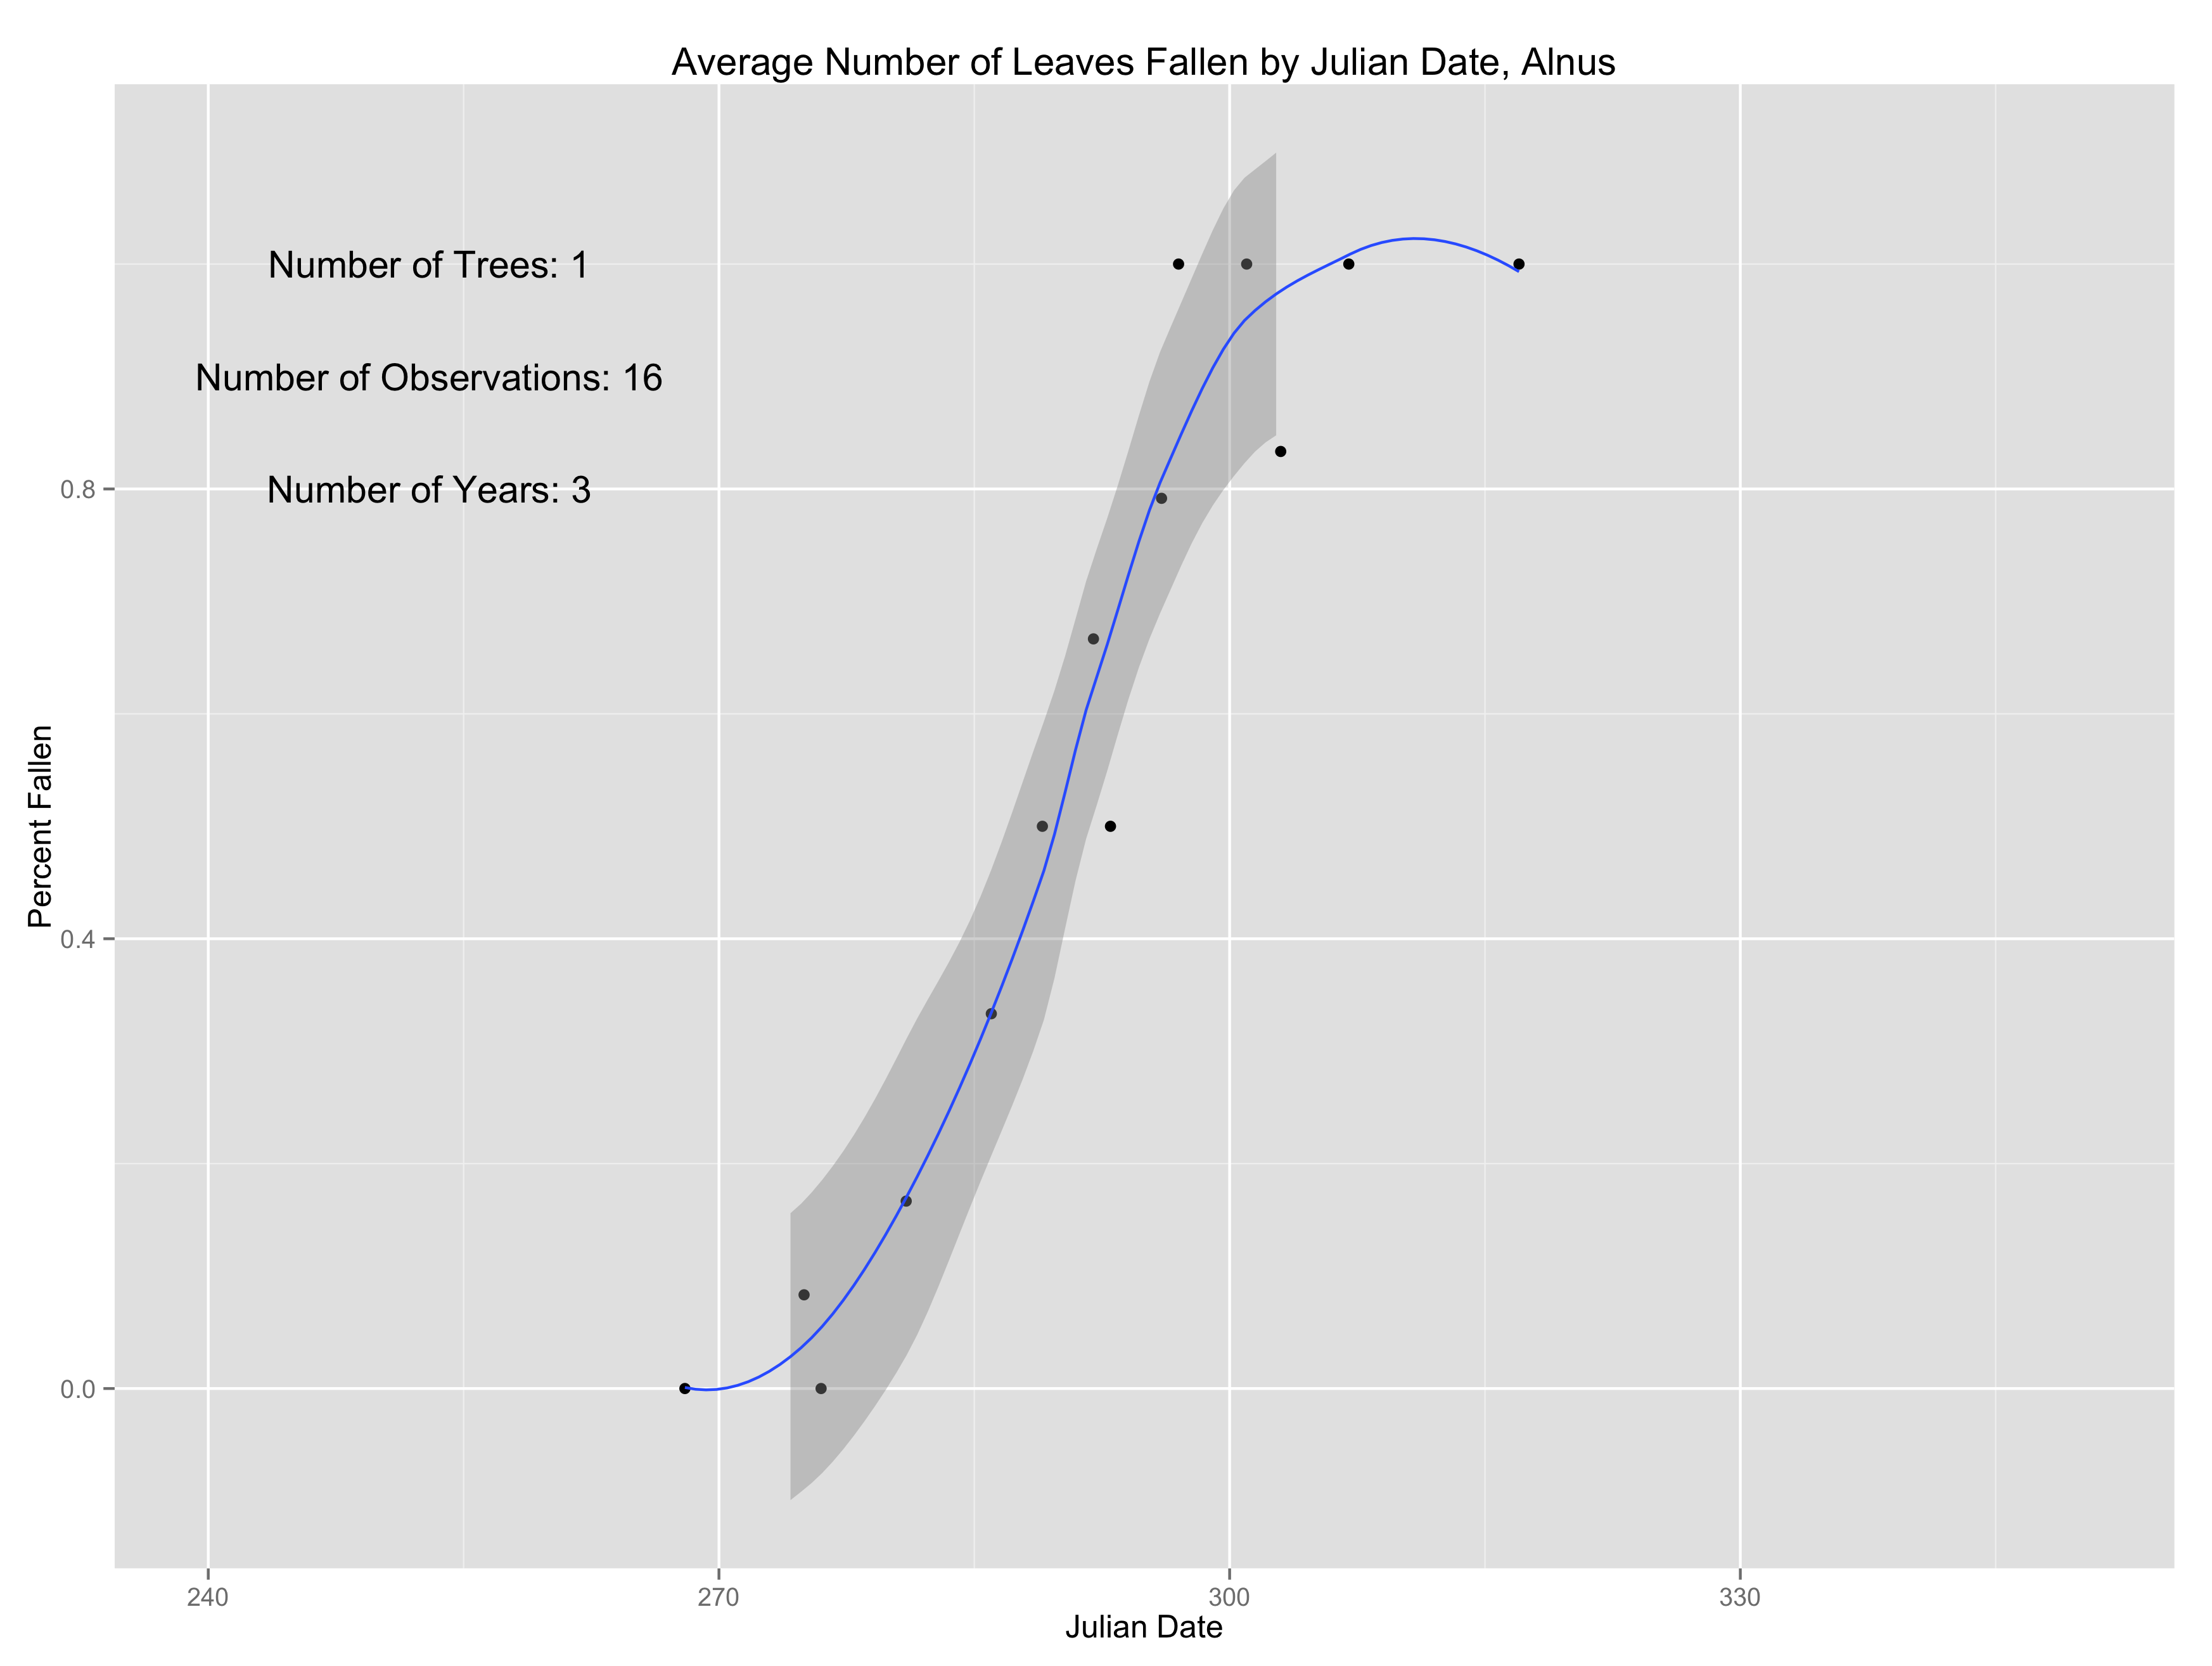 Average Number of Leaves Fallen by Julian Date, Alnus
Number of Trees: 1
Number of Observations: 16
Number of Years: 3
Percent Fallen
0.8
0.4
0.0
240
270
300
330
Julian Date